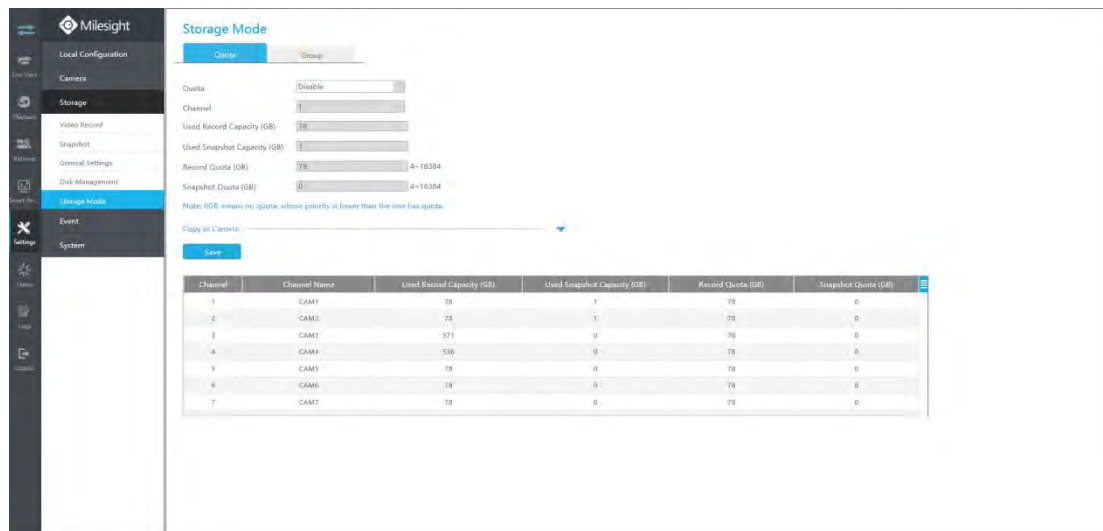 Milesight
Local Configuration
Camera
Storage
Video Record
Snapshot
General Settings
Disk Management
Storage Mode
Event
System
Live View
Playback
Retrieve
Settings
Status
Logs
Logout
Storage Mode
Quota Group
Quota Disable
Channel 1
Used Record Capacity (GB) 78
Used Snapshot Capacity (GB) 1
Record Quota (GB) 78 4~16384
Snapshot Quota (GB) 0 4~16384
Note: 0GB means no quota, whose priority is lower than the one has quota.
Copy to Camera
Save
Channel Channel Name Used Record Capacity (GB) Used Snapshot Capacity (GB) Record Quota (GB) Snapshot Quota (GB)
1 CAM1 78 1 78 0
2 CAM2 78 1 78 0
3 CAM3 971 0 78 0
4 CAM4 536 0 78 0
5 CAM5 78 0 78 0
6 CAM6 78 0 78 0
7 CAM7 78 0 78 0